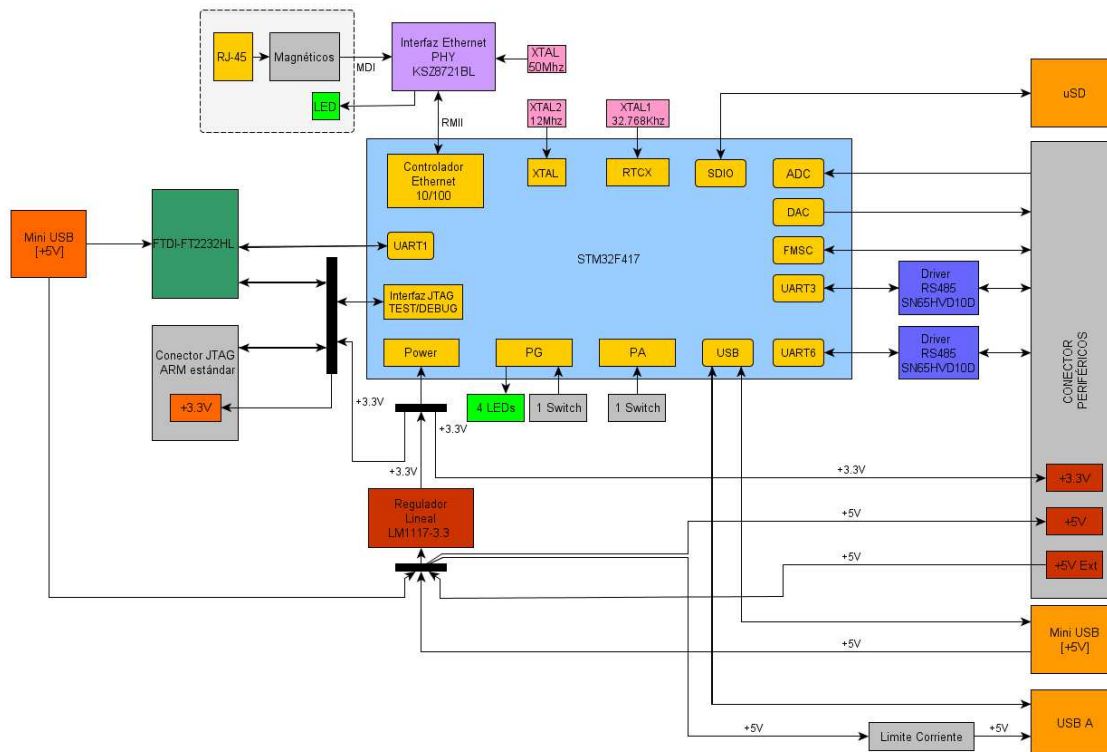 RJ-45
Magnéticos
MDI
LED
Interfaz Ethernet
PHY
KSZ8721BL
XTAL
50Mhz
RMII
XTAL2
12Mhz
XTAL1
32.768Khz
uSD
Controlador
Ethernet
10/100
XTAL
RTCX
SDIO
ADC
DAC
FMSC
UART3
UART6
STM32F417
Mini USB
[+5V]
FTDI-FT2232HL
UART1
Interfaz JTAG
TEST/DEBUG
Driver
RS485
SN65HVD10D
Driver
RS485
SN65HVD10D
Conector JTAG
ARM estándar
+3.3V
Power
PG
PA
USB
4 LEDs
1 Switch
1 Switch
CONECTOR
PERIFÉRICOS
+3.3V
+3.3V
+3.3V
+3.3V
+3.3V
Regulador
Lineal
LM1117-3.3
+5V
+5V
+5V
+5V Ext
Mini USB
[+5V]
+5V
USB A
+5V
Limite Corriente
+5V